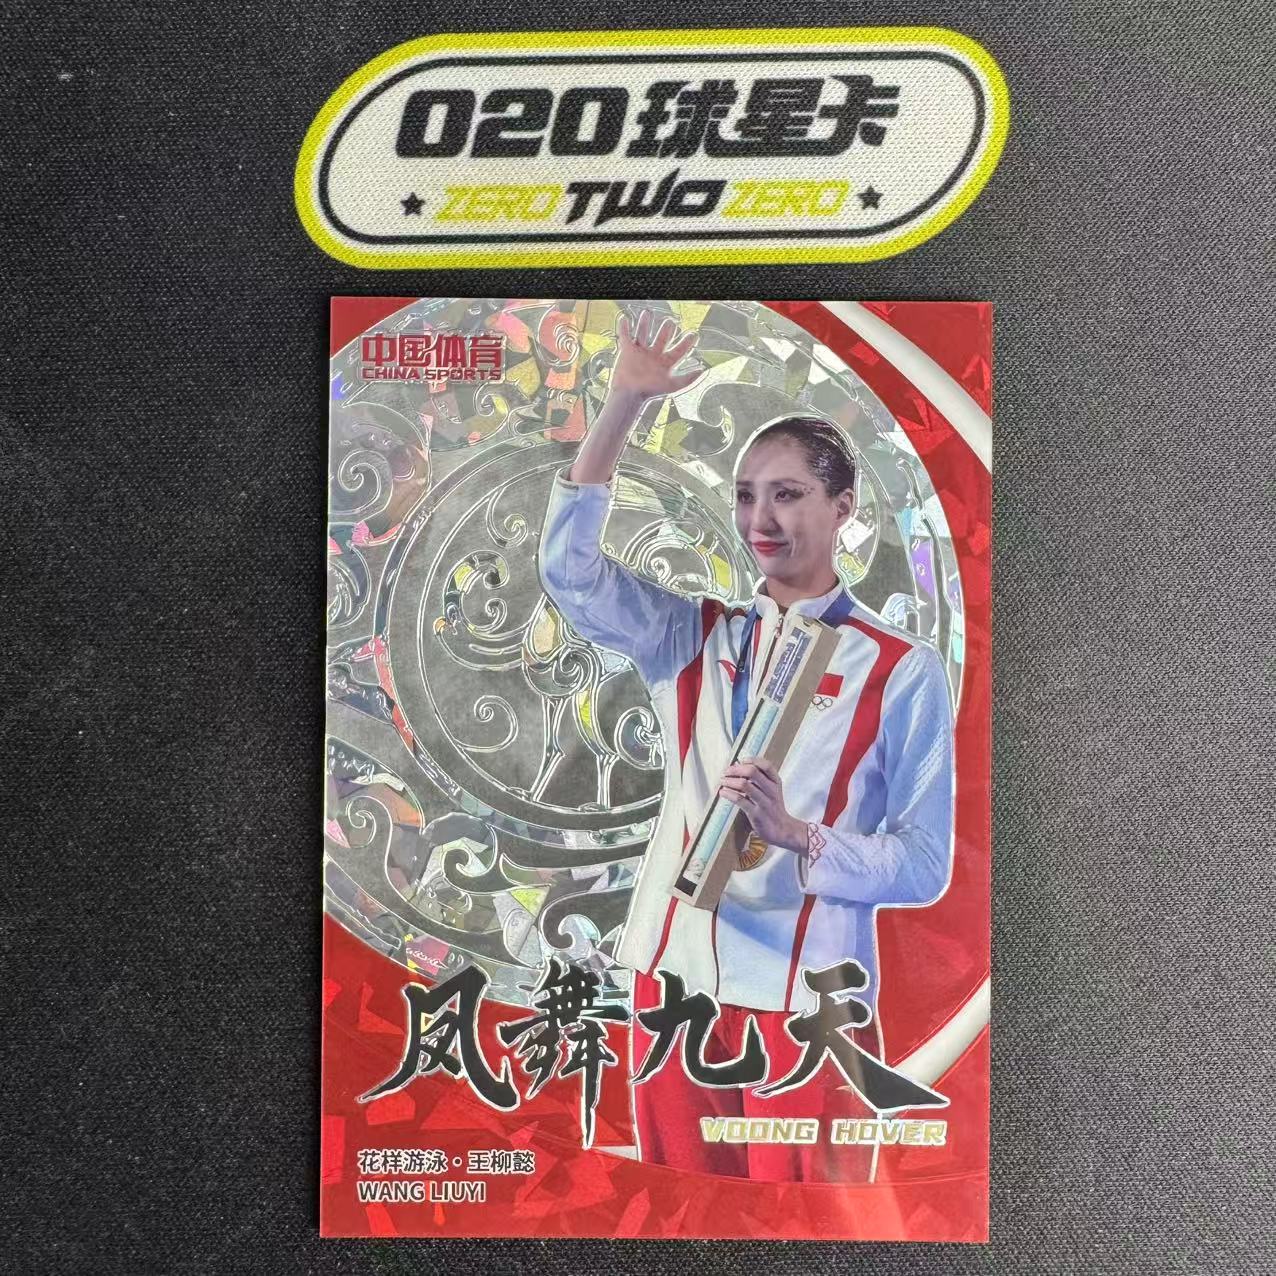 020球星卡
ZERO TWO ZERO
中国体育
CHINA SPORTS
凤舞九天
VOONG HOVER
花样游泳·王柳懿
WANG LIUYI